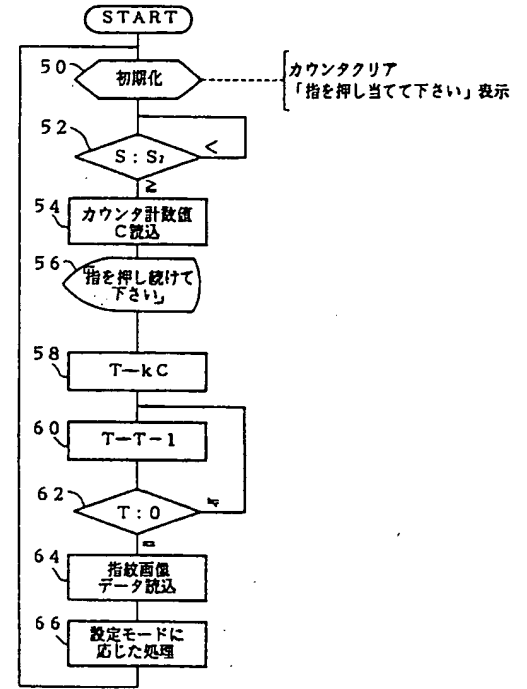 START
50
初期化
カウンタクリア
「指を押し当てて下さい」表示
52
S:S₂
<
≧
54
カウンタ計数値
C読込
56
「指を押し続けて
下さい」
58
T←kC
60
T←T-1
62
T:0
≠
=
64
指紋画像
データ読込
66
設定モードに
応じた処理